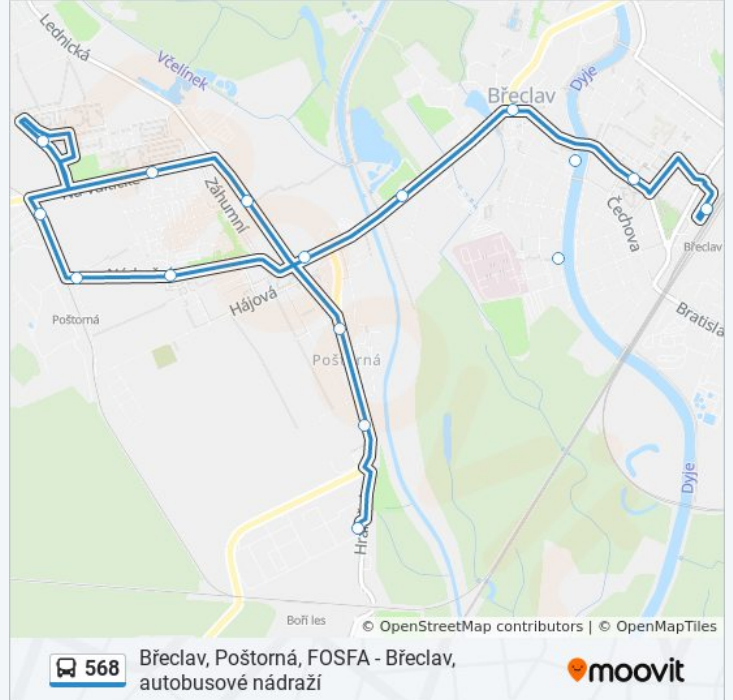 Lednická
Včelínek
Dyje
Břeclav
Záhumní
Čechova
Břeclav
Hájová
Poštorná
Poštorná
Dyje
Boří les
© OpenStreetMap contributors | © OpenMapTiles
568
Břeclav, Poštorná, FOSFA - Břeclav,
autobusové nádraží
moovit